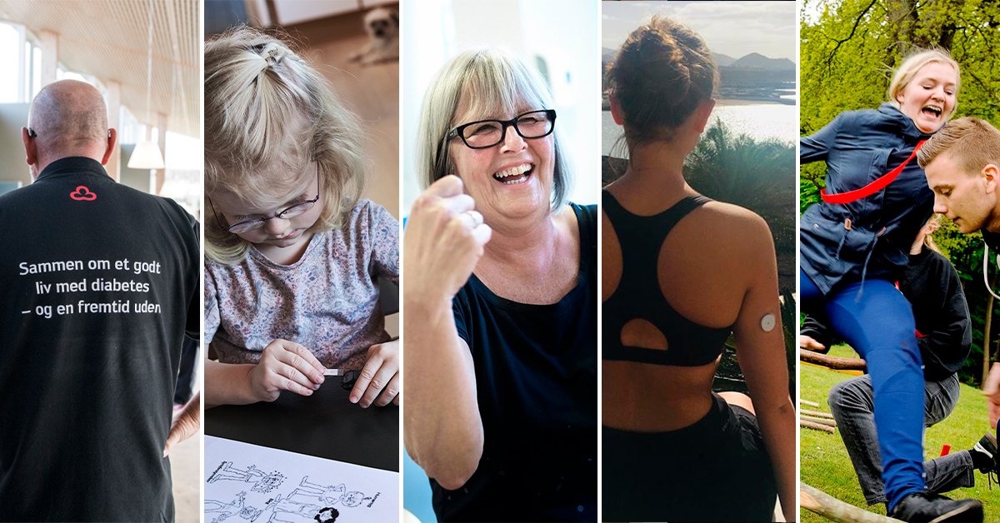 Sammen om et godt
liv med diabetes
– og en fremtid uden